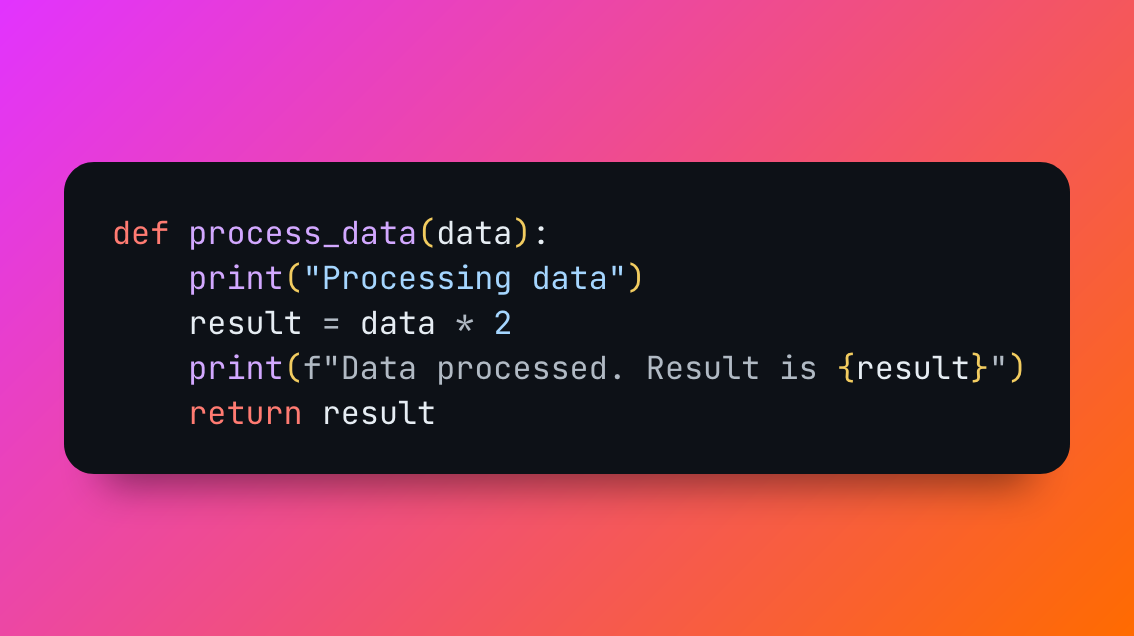 def process_data(data):
    print("Processing data")
    result = data * 2
    print(f"Data processed. Result is {result}")
    return result